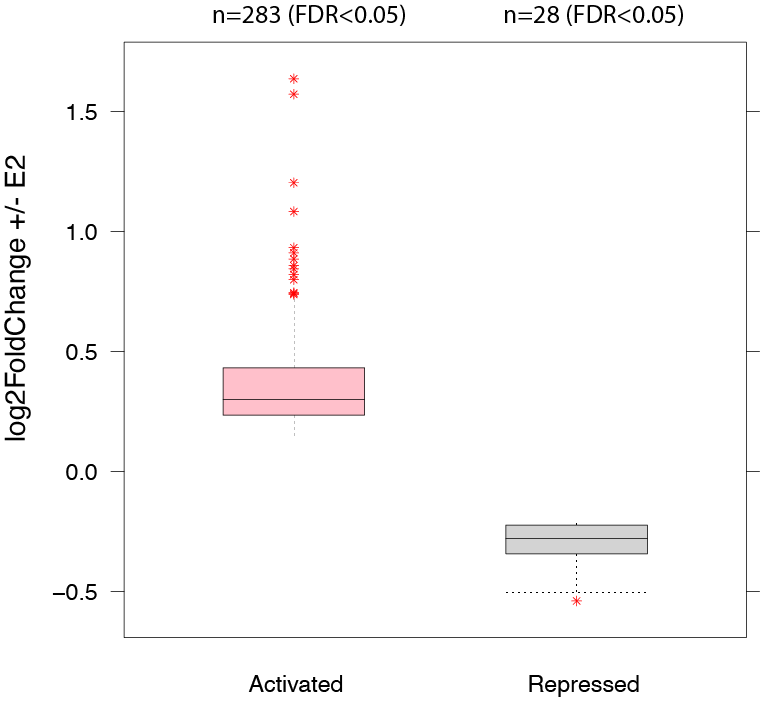 n=283 (FDR<0.05)
n=28 (FDR<0.05)
log2FoldChange +/- E2
1.5
1.0
0.5
0.0
−0.5
Activated
Repressed